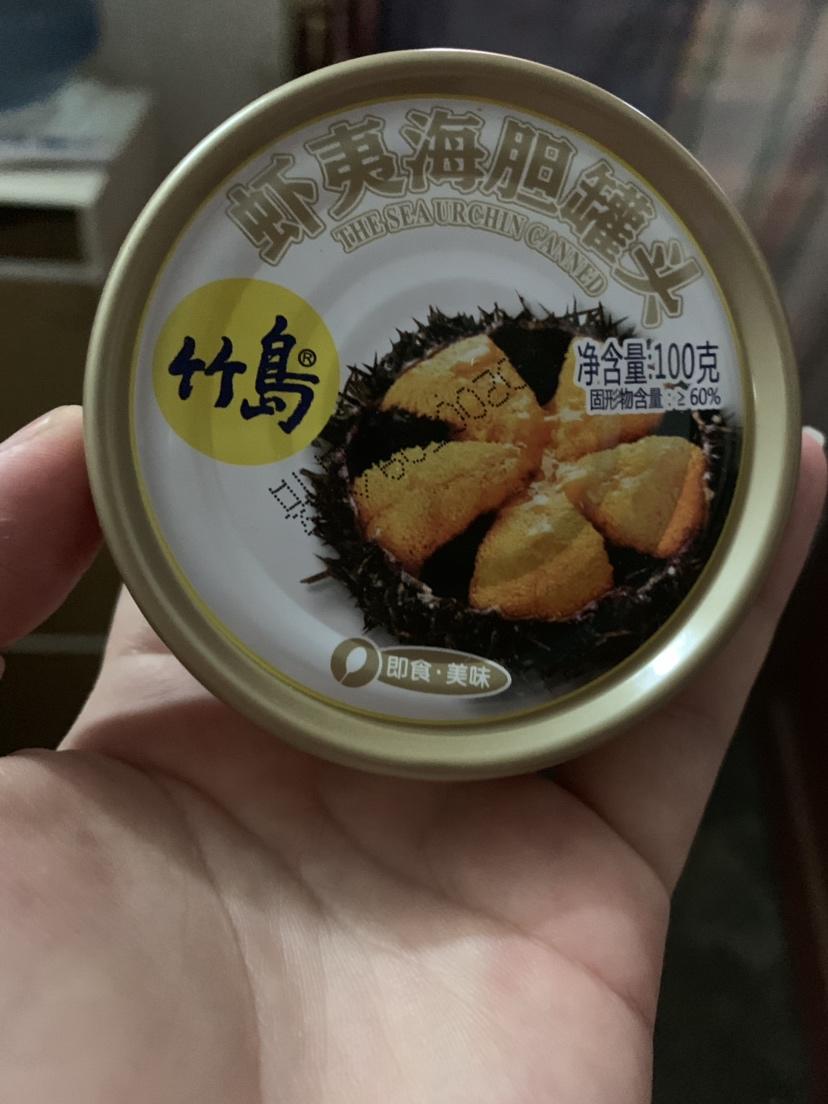 虾夷海胆罐头
THE SEA URCHIN CANNED
竹島®
净含量:100克
固形物含量:≥60%
即食·美味